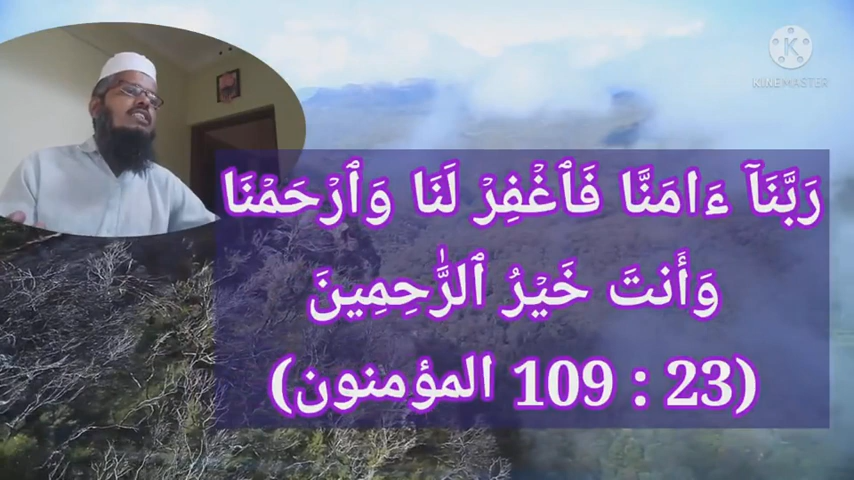 KINEMASTER
رَبَّنَآ ءَامَنَّا فَٱغْفِرْ لَنَا وَٱرْحَمْنَا
وَأَنتَ خَيْرُ ٱلرَّٰحِمِينَ
(23 : 109 المؤمنون)